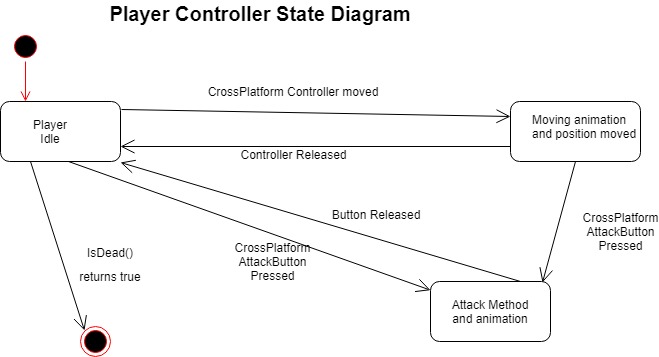 Player Controller State Diagram
CrossPlatform Controller moved
Player
Idle
Moving animation
and position moved
Controller Released
Button Released
CrossPlatform
AttackButton
Pressed
CrossPlatform
AttackButton
Pressed
IsDead()
returns true
Attack Method
and animation